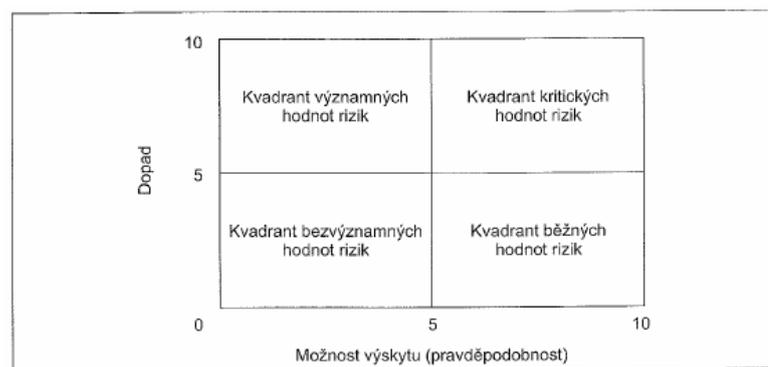 10
Kvadrant významných
hodnot rizik
Kvadrant kritických
hodnot rizik
Dopad
5
Kvadrant bezvýznamných
hodnot rizik
Kvadrant běžných
hodnot rizik
0
5
10
Možnost výskytu (pravděpodobnost)